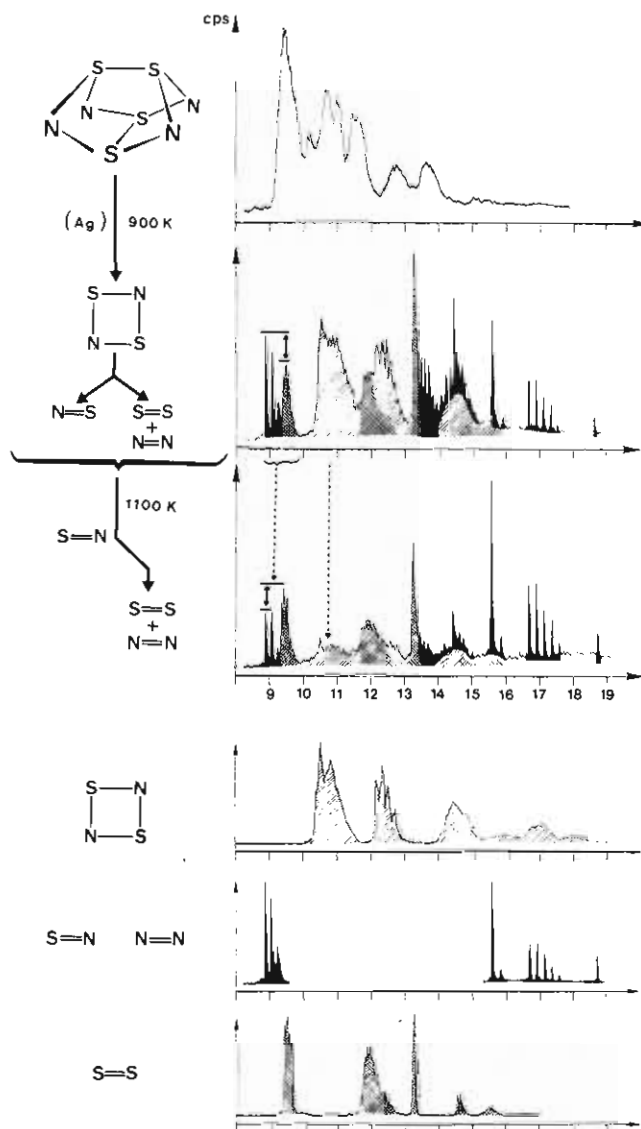 cps
S S
N S N
N S N
(Ag) 900 K
S N
N S
N=S S=S
+
N=N
1100 K
S=N
S=S
+
N=N
9 10 11 12 13 14 15 16 17 18 19
S N
N S
S=N N=N
S=S